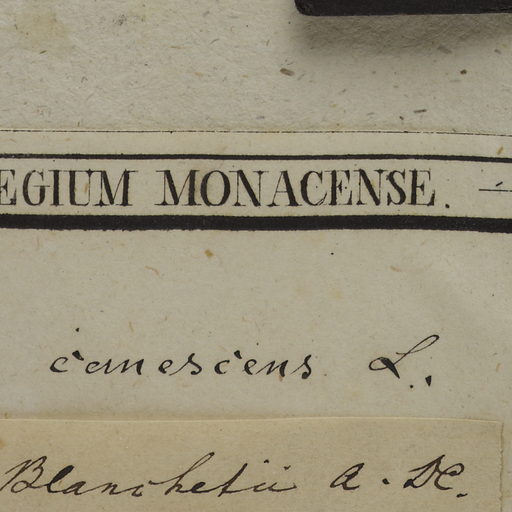 EGIUM MONACENSE.
canescens L.
Blanchetii A. DC.